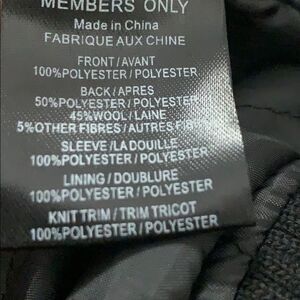 MEMBERS ONLY
Made in China
FABRIQUE AUX CHINE
FRONT/AVANT
100%POLYESTER/POLYESTER
BACK/APRES
50%POLYESTER/POLYESTER
45%WOOL/LAINE
5%OTHER FIBRES/AUTRES FIBRES
SLEEVE/LA DOUILLE
100%POLYESTER/POLYESTER
LINING/DOUBLURE
100%POLYESTER/POLYESTER
KNIT TRIM/TRIM TRICOT
100%POLYESTER/POLYESTER